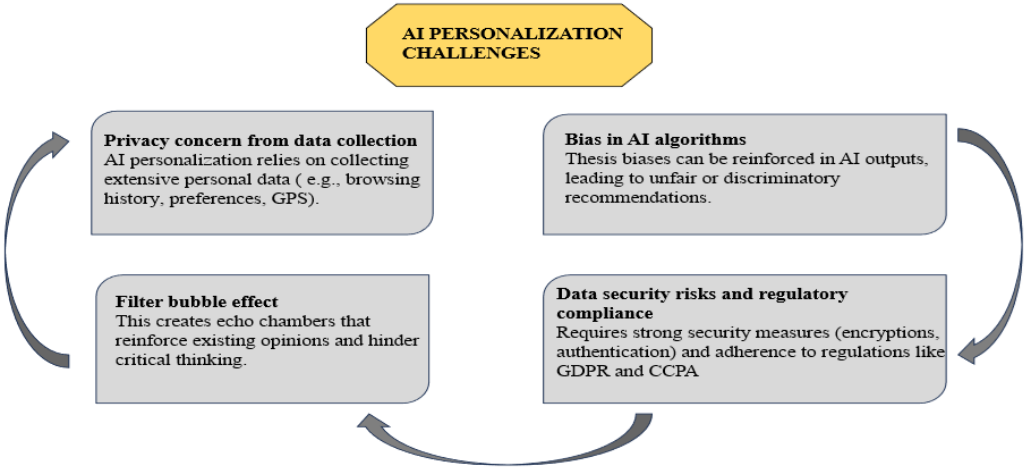 AI PERSONALIZATION
CHALLENGES
Privacy concern from data collection
AI personalization relies on collecting
extensive personal data ( e.g., browsing
history, preferences, GPS).
Bias in AI algorithms
Thesis biases can be reinforced in AI outputs,
leading to unfair or discriminatory
recommendations.
Filter bubble effect
This creates echo chambers that
reinforce existing opinions and hinder
critical thinking.
Data security risks and regulatory
compliance
Requires strong security measures (encryptions,
authentication) and adherence to regulations like
GDPR and CCPA